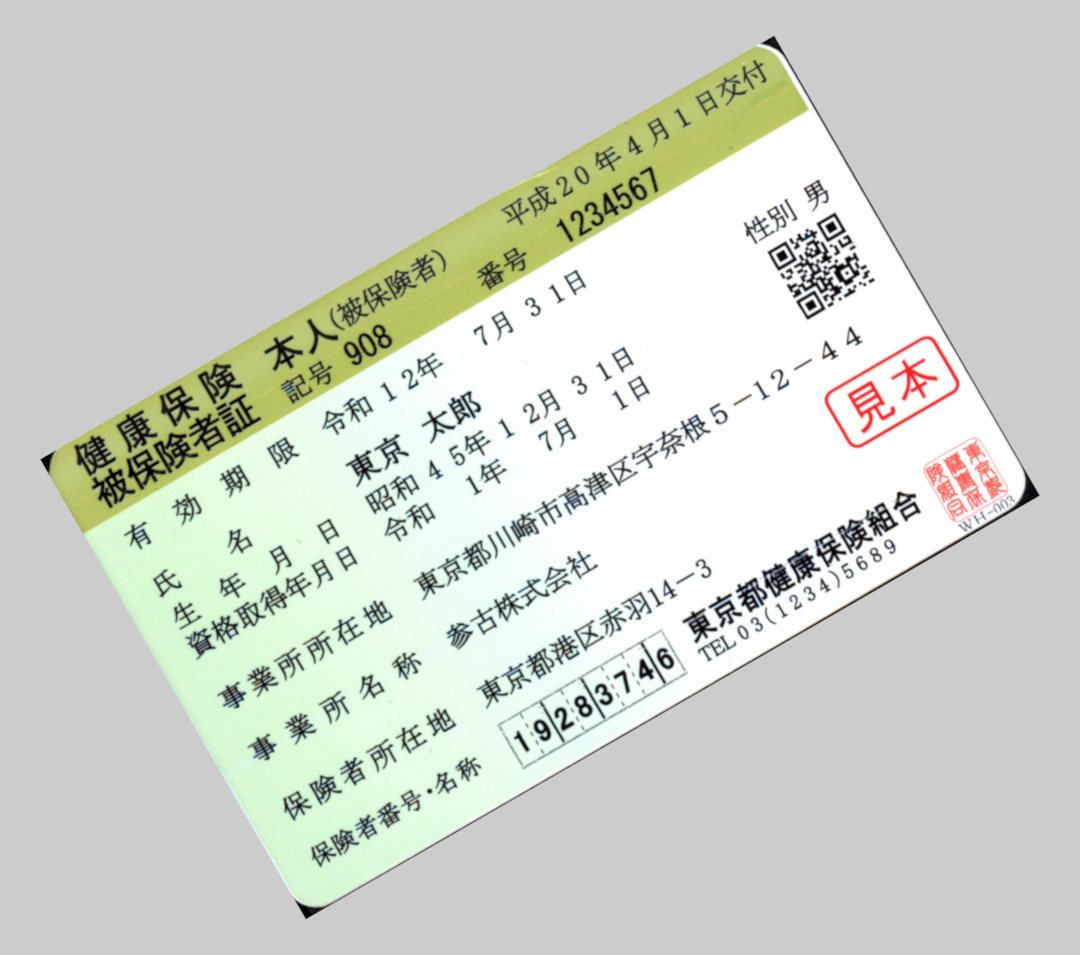 健康保険 本人(被保険者) 平成20年4月1日交付
被保険者証 記号 908 番号 1234567
有効期限 令和12年 7月31日 性別 男
氏名 東京 太郎
生年月日 昭和45年12月31日
資格取得年月日 令和 1年 7月 1日
事業所所在地 東京都川崎市高津区宇奈根5-12-44
見本
事業所名称 参古株式会社
保険者所在地 東京都港区赤羽14-3
保険者番号・名称 19283746 東京都健康保険組合
TEL 03(1234)5689
WH-003